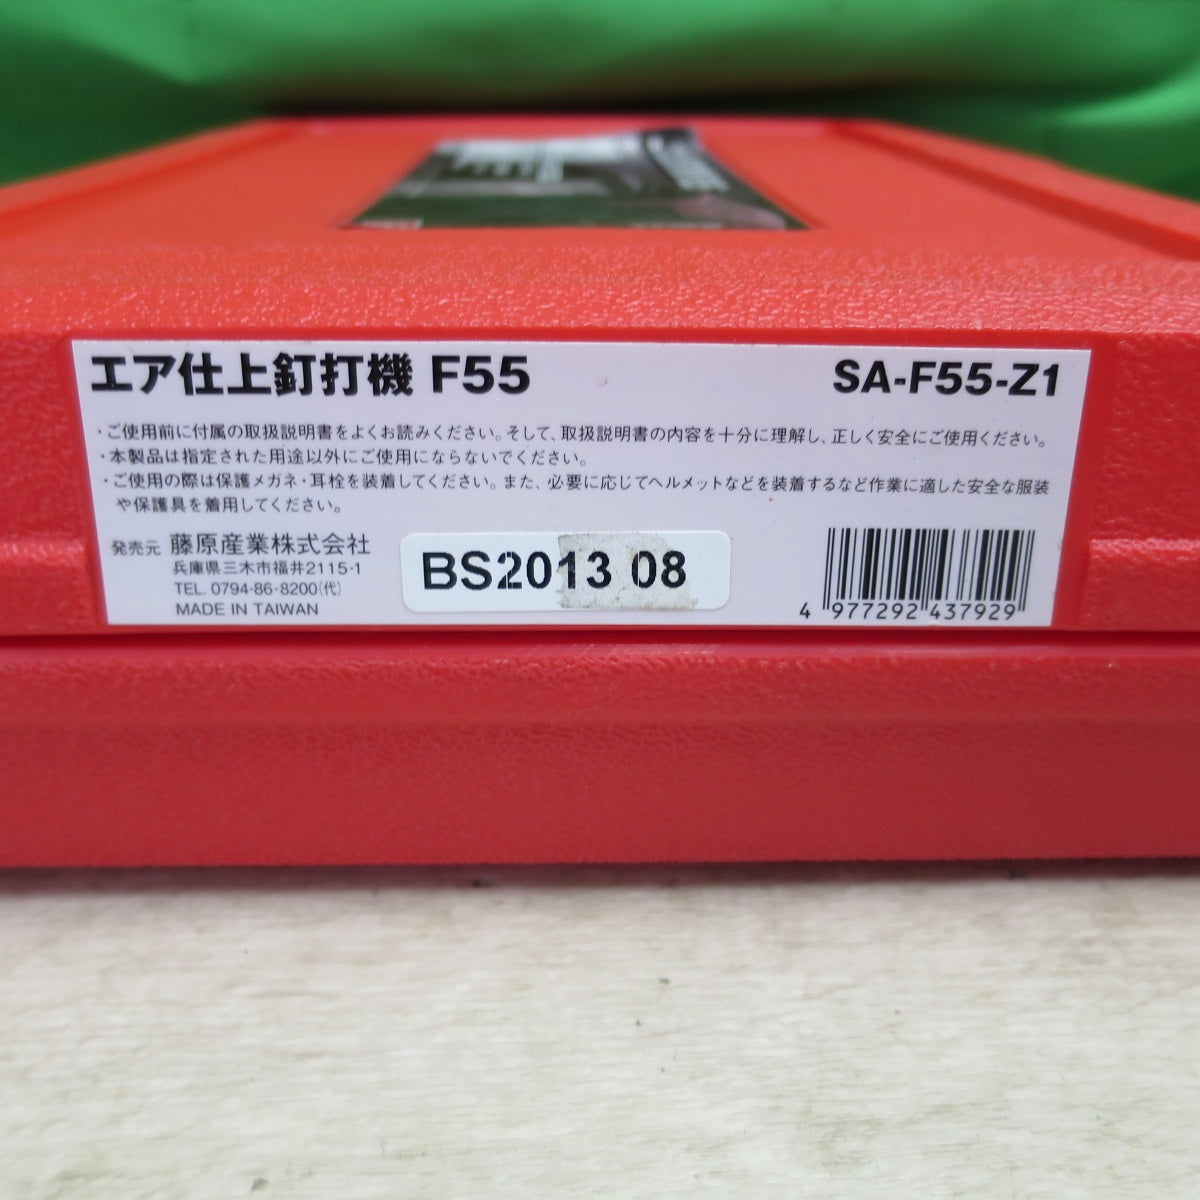 エア仕上釘打機 F55
SA-F55-Z1
・ご使用前に付属の取扱説明書をよくお読みください。そして、取扱説明書の内容を十分に理解し、正しく安全にご使用ください。
・本製品は指定された用途以外にご使用にならないでください。
・ご使用の際は保護メガネ・耳栓を装着してください。また、必要に応じてヘルメットなどを装着するなど作業に適した安全な服装
や保護具を着用してください。
発売元 藤原産業株式会社
兵庫県三木市福井2115-1
TEL. 0794-86-8200(代)
MADE IN TAIWAN
BS2013 08
4 977292 437929